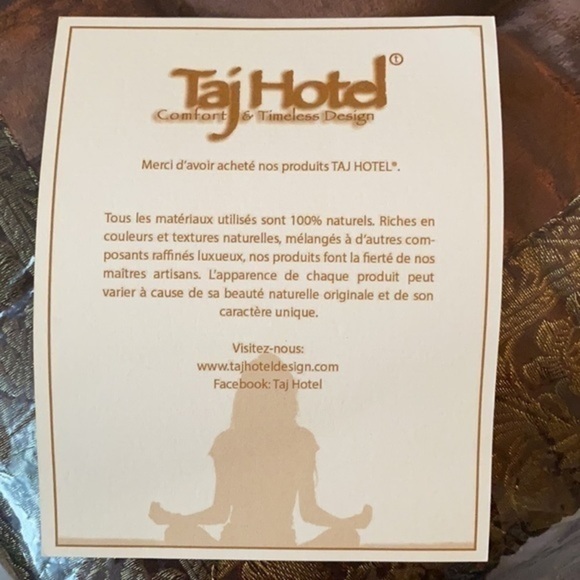 Taj Hotel
Comfort & Timeless Design
Merci d'avoir acheté nos produits TAJ HOTEL®.
Tous les matériaux utilisés sont 100% naturels. Riches en
couleurs et textures naturelles, mélangés à d'autres com-
posants raffinés luxueux, nos produits font la fierté de nos
maîtres artisans. L'apparence de chaque produit peut
varier à cause de sa beauté naturelle originale et de son
caractère unique.
Visitez-nous:
www.tajhoteldesign.com
Facebook: Taj Hotel